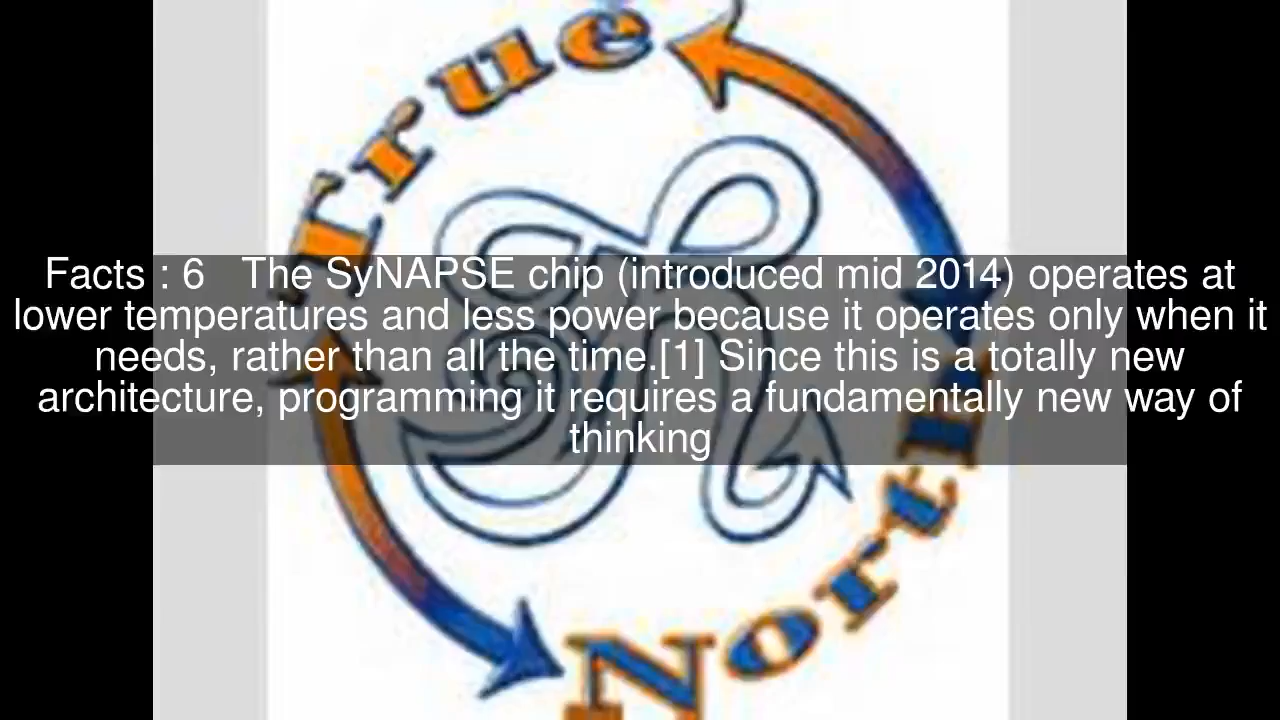 True
Facts : 6   The SyNAPSE chip (introduced mid 2014) operates at
lower temperatures and less power because it operates only when it
needs, rather than all the time.[1] Since this is a totally new
architecture, programming it requires a fundamentally new way of
thinking
North